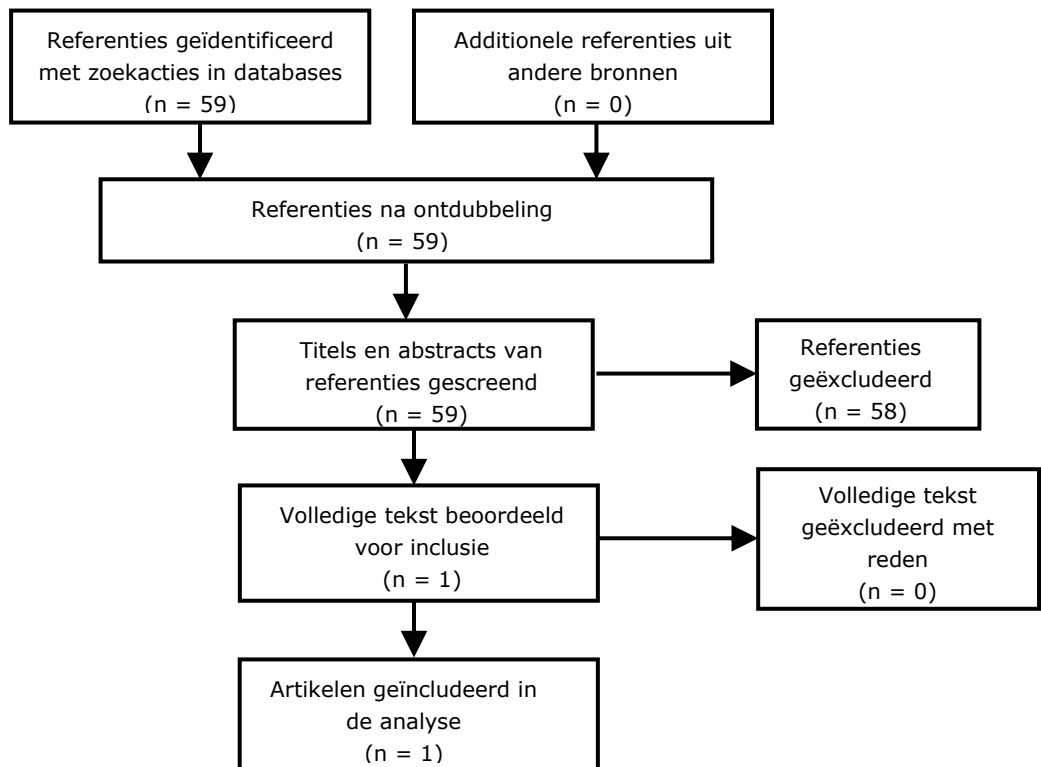 Referenties geïdentificeerd
met zoekacties in databases
(n = 59)
Additionele referenties uit
andere bronnen
(n = 0)
Referenties na ontdubbeling
(n = 59)
Titels en abstracts van
referenties gescreend
(n = 59)
Referenties
geëxcludeerd
(n = 58)
Volledige tekst beoordeeld
voor inclusie
(n = 1)
Volledige tekst
geëxcludeerd met
reden
(n = 0)
Artikelen geïncludeerd in
de analyse
(n = 1)